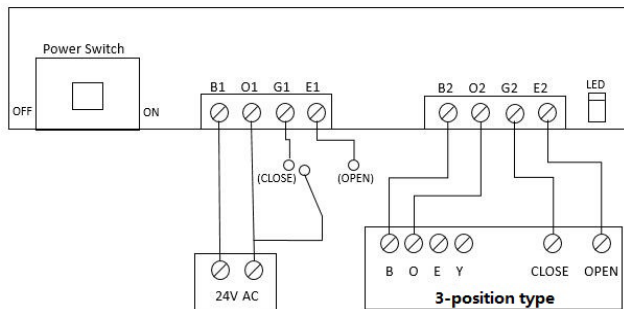 Power Switch
OFF
ON
B1 O1 G1 E1
B2 O2 G2 E2
LED
(CLOSE)
(OPEN)
24V AC
B O E Y CLOSE OPEN
3-position type